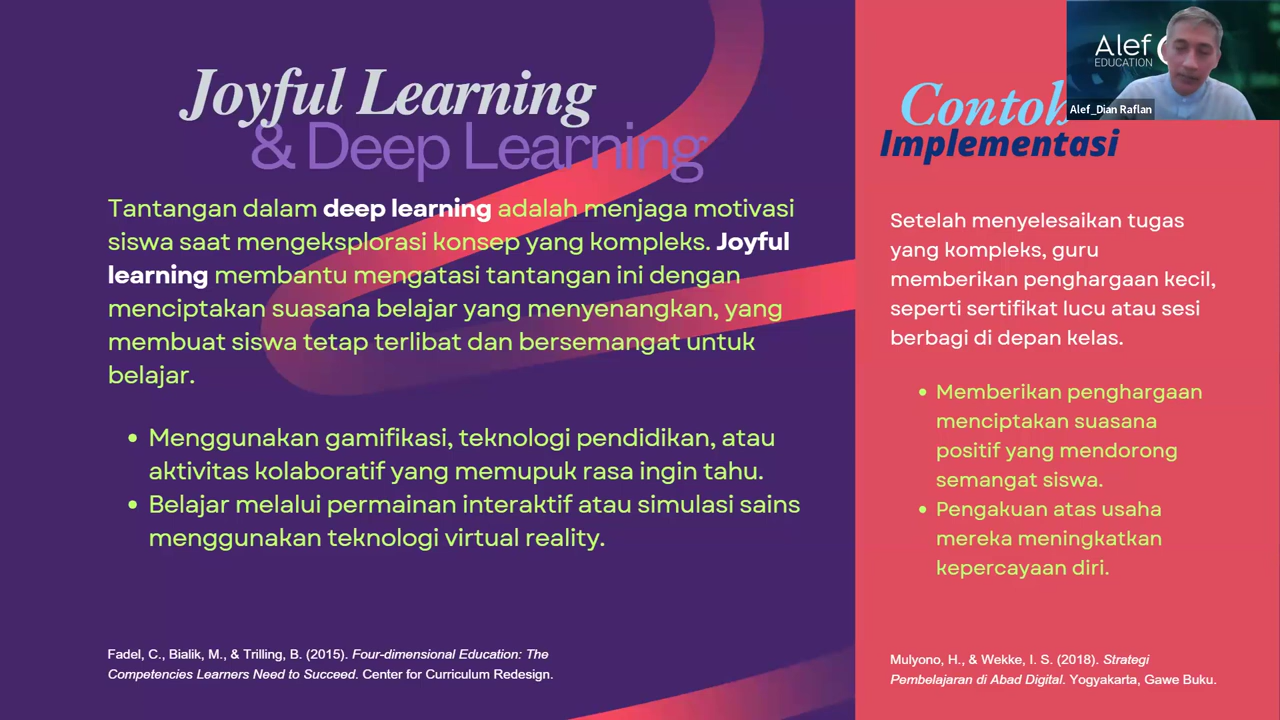 Joyful Learning
& Deep Learning
Tantangan dalam deep learning adalah menjaga motivasi
siswa saat mengeksplorasi konsep yang kompleks. Joyful
learning membantu mengatasi tantangan ini dengan
menciptakan suasana belajar yang menyenangkan, yang
membuat siswa tetap terlibat dan bersemangat untuk
belajar.
• Menggunakan gamifikasi, teknologi pendidikan, atau
aktivitas kolaboratif yang memupuk rasa ingin tahu.
• Belajar melalui permainan interaktif atau simulasi sains
menggunakan teknologi virtual reality.
Fadel, C., Bialik, M., & Trilling, B. (2015). Four-dimensional Education: The
Competencies Learners Need to Succeed. Center for Curriculum Redesign.
Contoh
Implementasi
Setelah menyelesaikan tugas
yang kompleks, guru
memberikan penghargaan kecil,
seperti sertifikat lucu atau sesi
berbagi di depan kelas.
• Memberikan penghargaan
menciptakan suasana
positif yang mendorong
semangat siswa.
• Pengakuan atas usaha
mereka meningkatkan
kepercayaan diri.
Mulyono, H., & Wekke, I. S. (2018). Strategi
Pembelajaran di Abad Digital. Yogyakarta, Gawe Buku.
Alef
EDUCATION
Alef_Dian Raflan